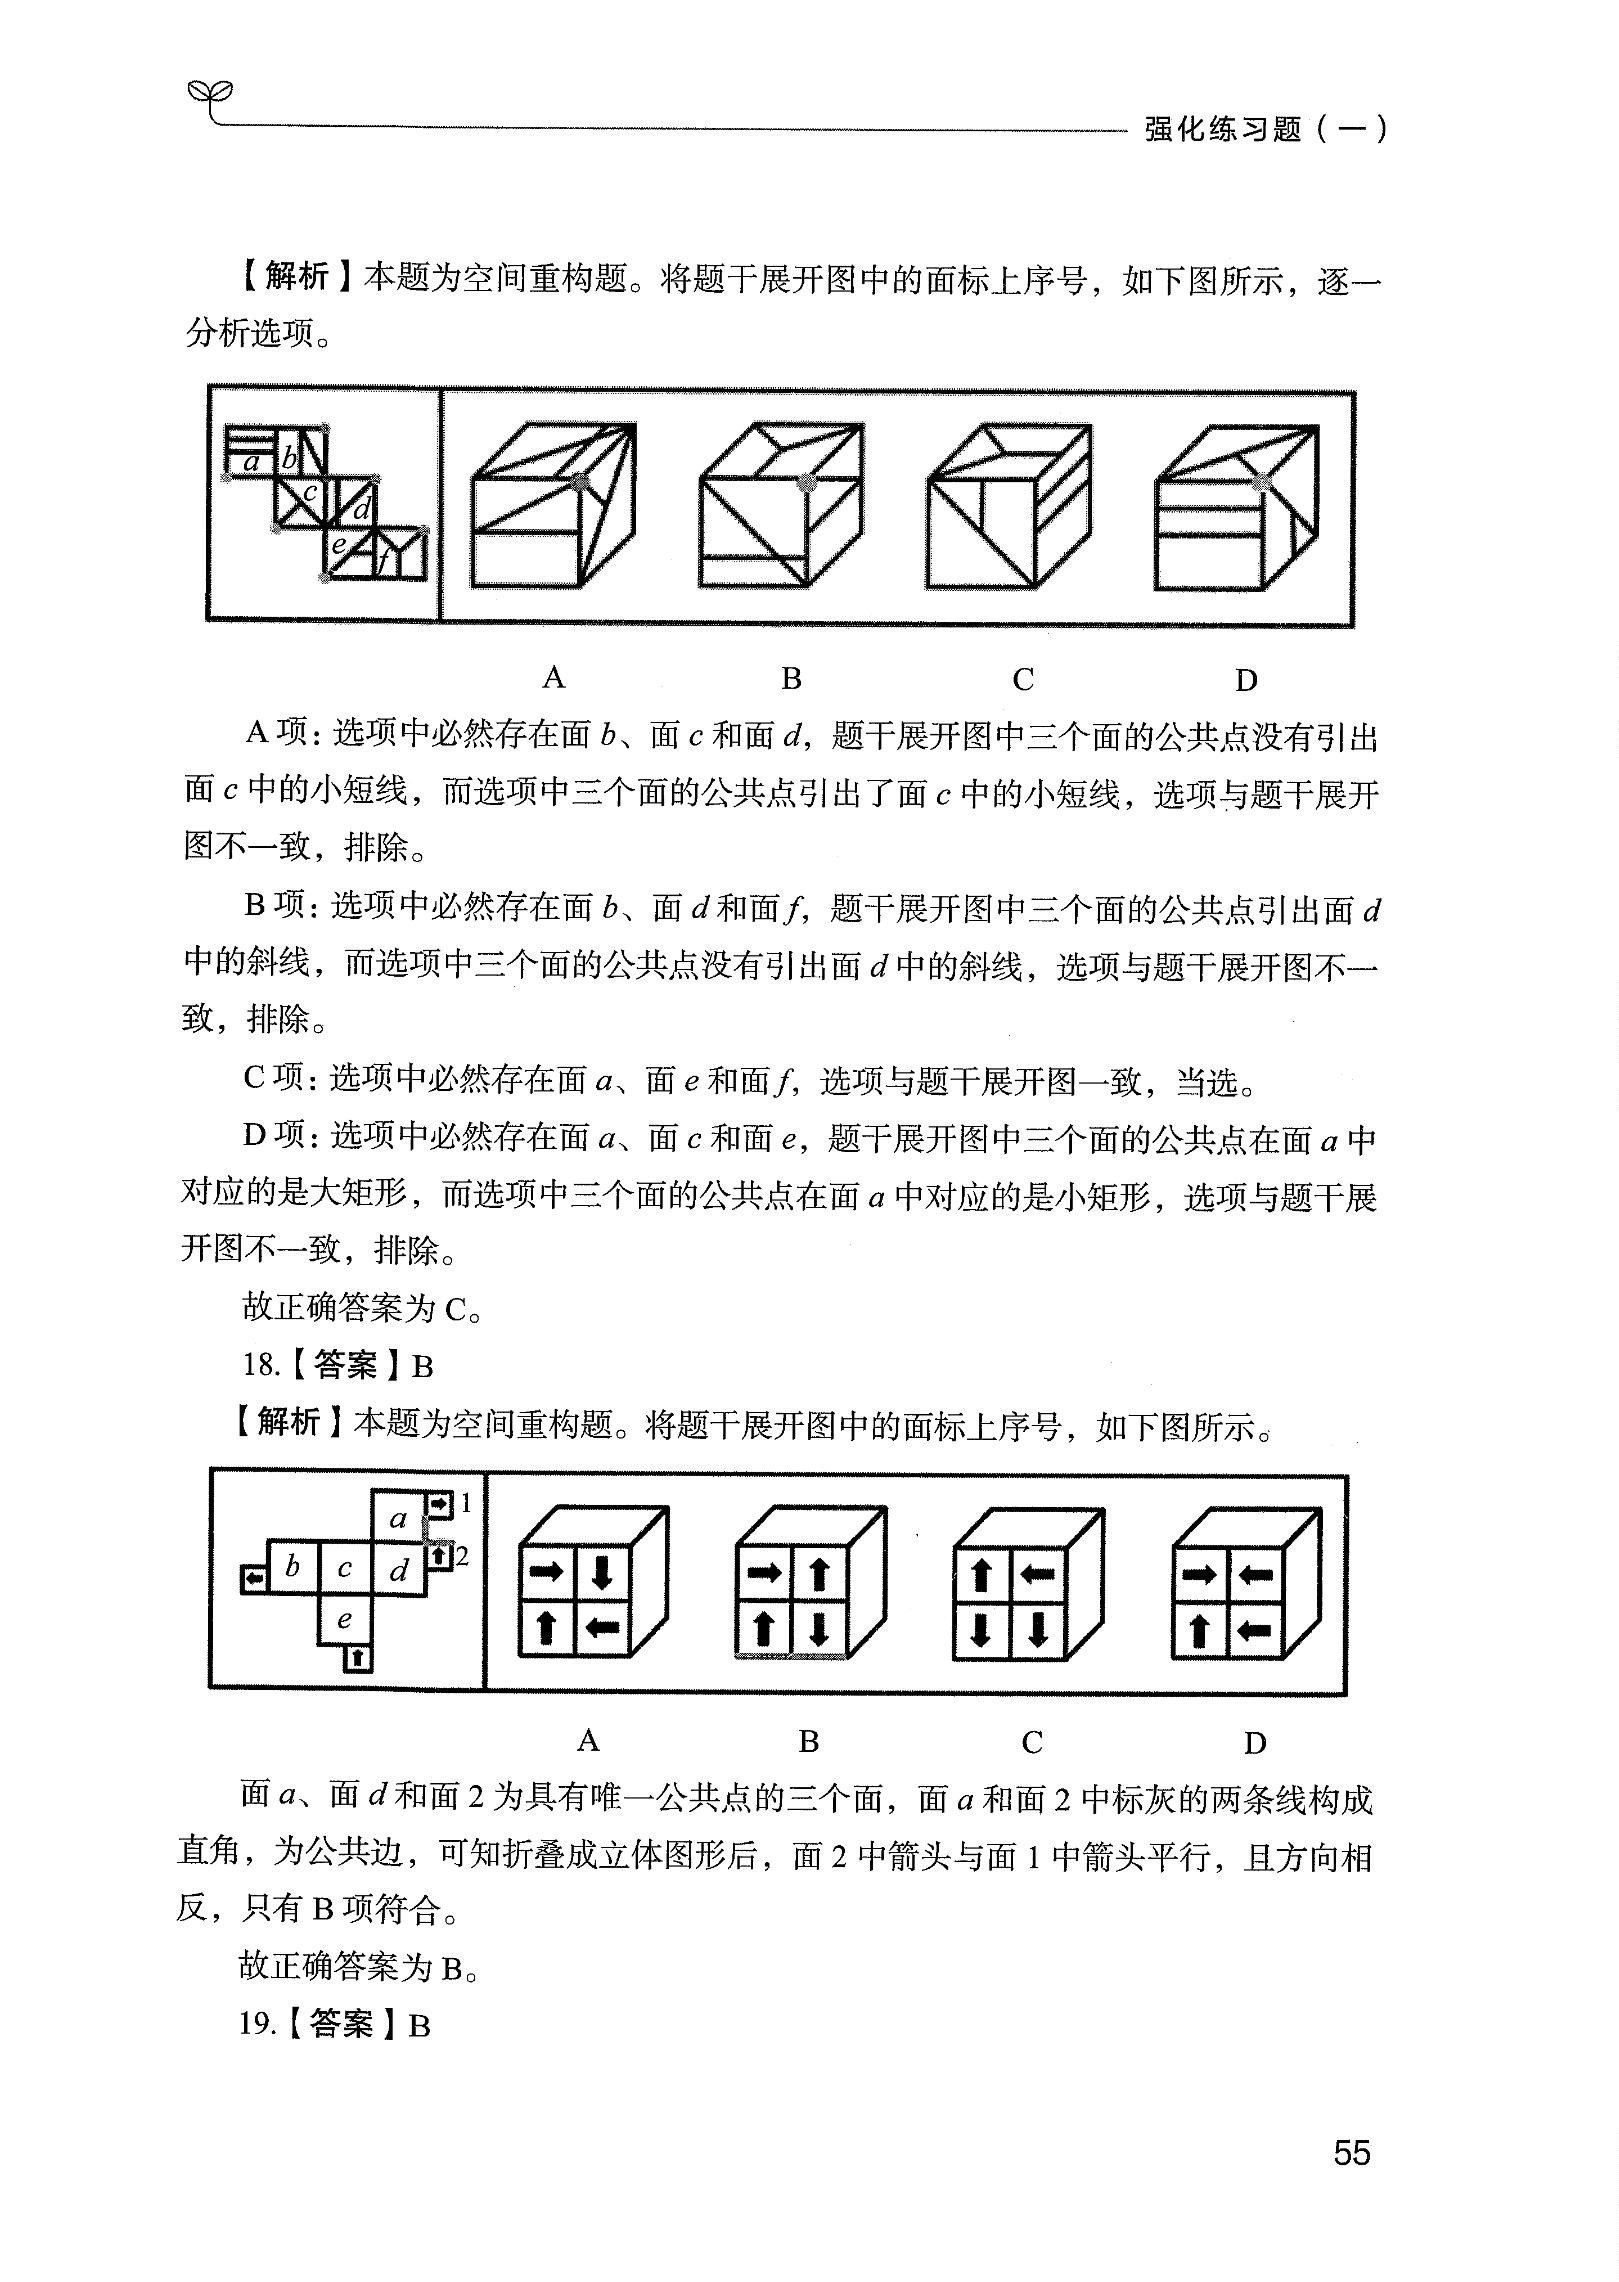 强化练习题（一）
【解析】本题为空间重构题。将题干展开图中的面标上序号，如下图所示，逐一
分析选项。
a b
c d
e f
A B C D
A 项：选项中必然存在面 b、面 c 和面 d，题干展开图中三个面的公共点没有引出
面 c 中的小短线，而选项中三个面的公共点引出了面 c 中的小短线，选项与题干展开
图不一致，排除。
B 项：选项中必然存在面 b、面 d 和面 f，题干展开图中三个面的公共点引出面 d
中的斜线，而选项中三个面的公共点没有引出面 d 中的斜线，选项与题干展开图不一
致，排除。
C 项：选项中必然存在面 a、面 e 和面 f，选项与题干展开图一致，当选。
D 项：选项中必然存在面 a、面 c 和面 e，题干展开图中三个面的公共点在面 a 中
对应的是大矩形，而选项中三个面的公共点在面 a 中对应的是小矩形，选项与题干展
开图不一致，排除。
故正确答案为 C。
18.【答案】B
【解析】本题为空间重构题。将题干展开图中的面标上序号，如下图所示。
a 1
b c d 2
e
A B C D
面 a、面 d 和面 2 为具有唯一公共点的三个面，面 a 和面 2 中标灰的两条线构成
直角，为公共边，可知折叠成立体图形后，面 2 中箭头与面 1 中箭头平行，且方向相
反，只有 B 项符合。
故正确答案为 B。
19.【答案】B
55